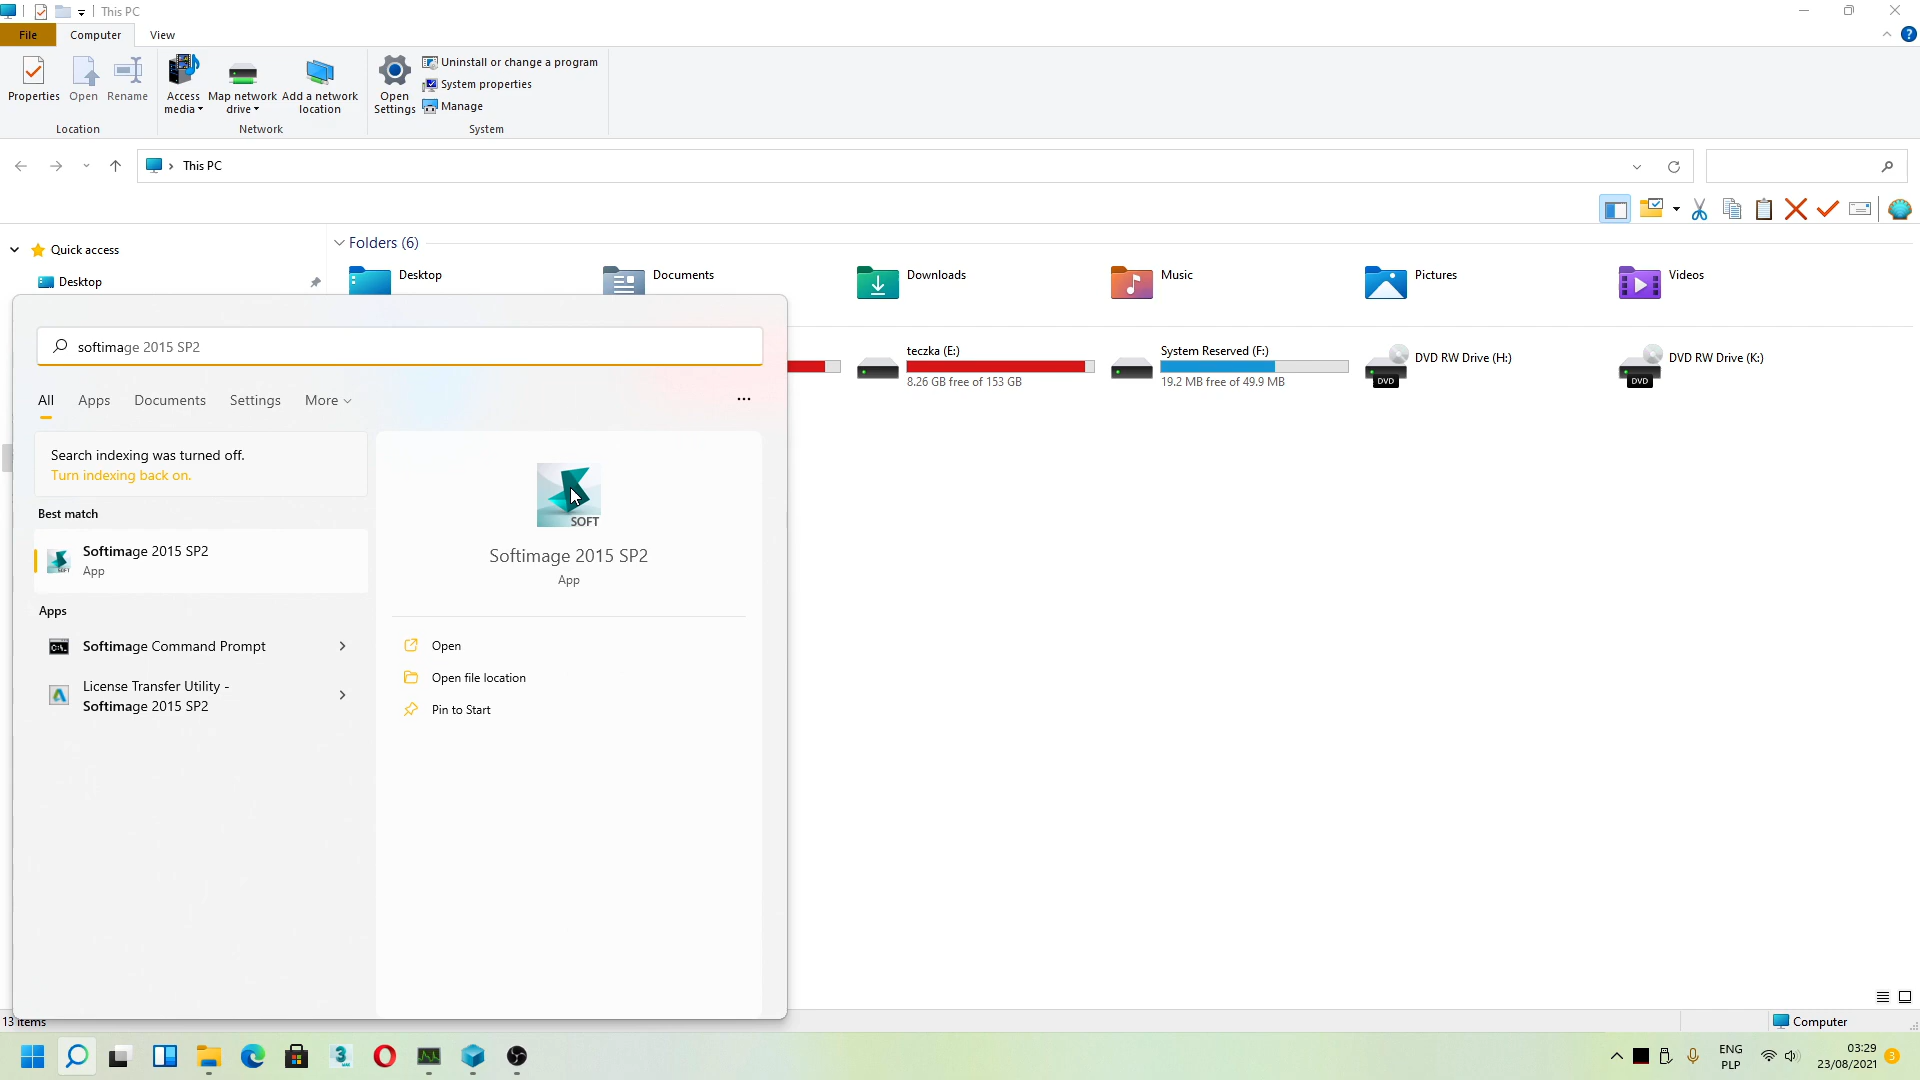 This PC
File
Computer
View
Properties
Open
Rename
Access media
Map network drive
Add a network location
Open Settings
Uninstall or change a program
System properties
Manage
Location
Network
System
This PC
Quick access
Desktop
Folders (6)
Desktop
Documents
Downloads
Music
Pictures
Videos
teczka (E:)
8.26 GB free of 153 GB
System Reserved (F:)
19.2 MB free of 49.9 MB
DVD
DVD RW Drive (H:)
DVD
DVD RW Drive (K:)
softimage 2015 SP2
All
Apps
Documents
Settings
More
Search indexing was turned off.
Turn indexing back on.
Best match
Softimage 2015 SP2
App
Apps
Softimage Command Prompt
License Transfer Utility -
Softimage 2015 SP2
SOFT
Softimage 2015 SP2
App
Open
Open file location
Pin to Start
13 items
Computer
ENG
PLP
03:29
23/08/2021
3